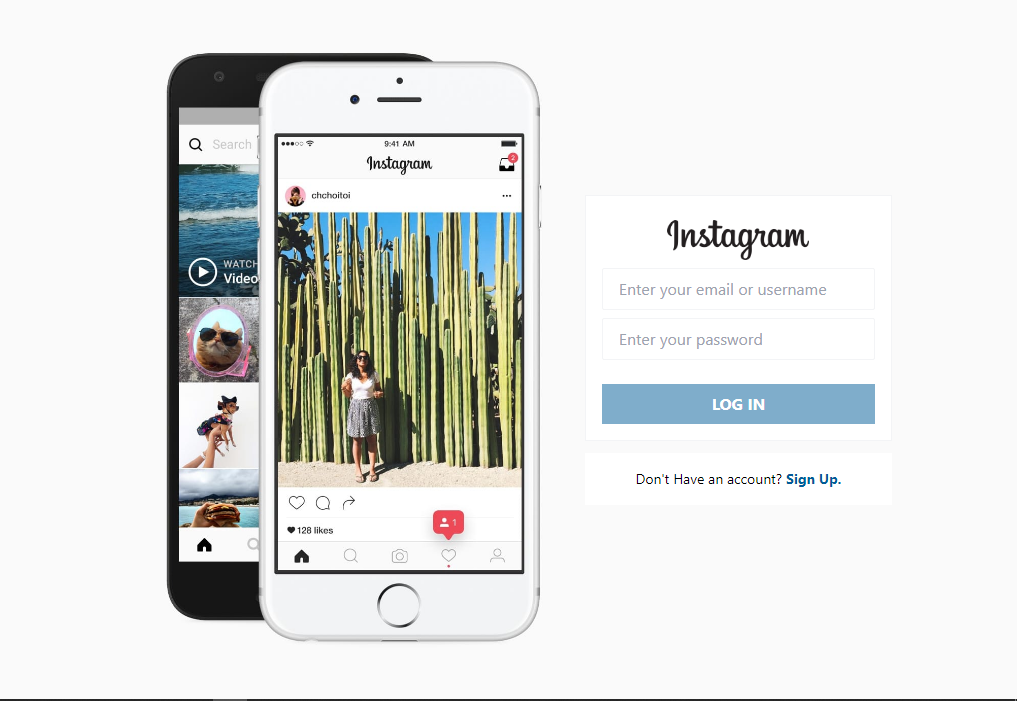 Search
WATCH
Video
9:41 AM
Instagram
2
chchoitoi
128 likes
1
Instagram
Enter your email or username
Enter your password
LOG IN
Don't Have an account? Sign Up.